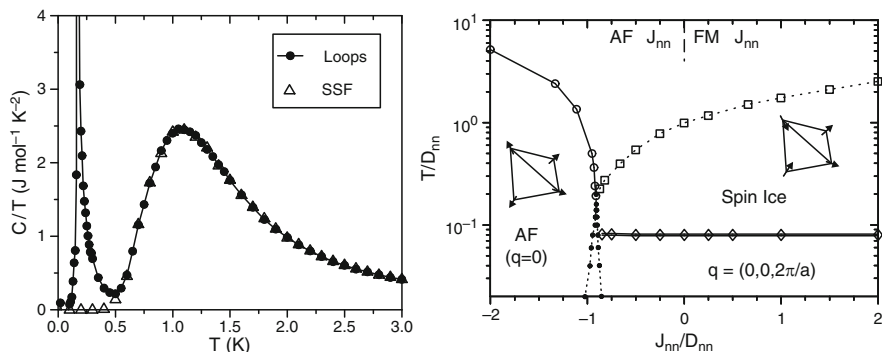 C/T (J mol⁻¹ K⁻²)
4
3
2
1
0
0.0
0.5
1.0
1.5
2.0
2.5
3.0
T (K)
Loops
SSF
T/Dnn
10¹
10⁰
10⁻¹
AF Jnn FM Jnn
Spin Ice
AF
(q=0)
q = (0,0,2π/a)
−2
−1
0
1
2
Jnn/Dnn